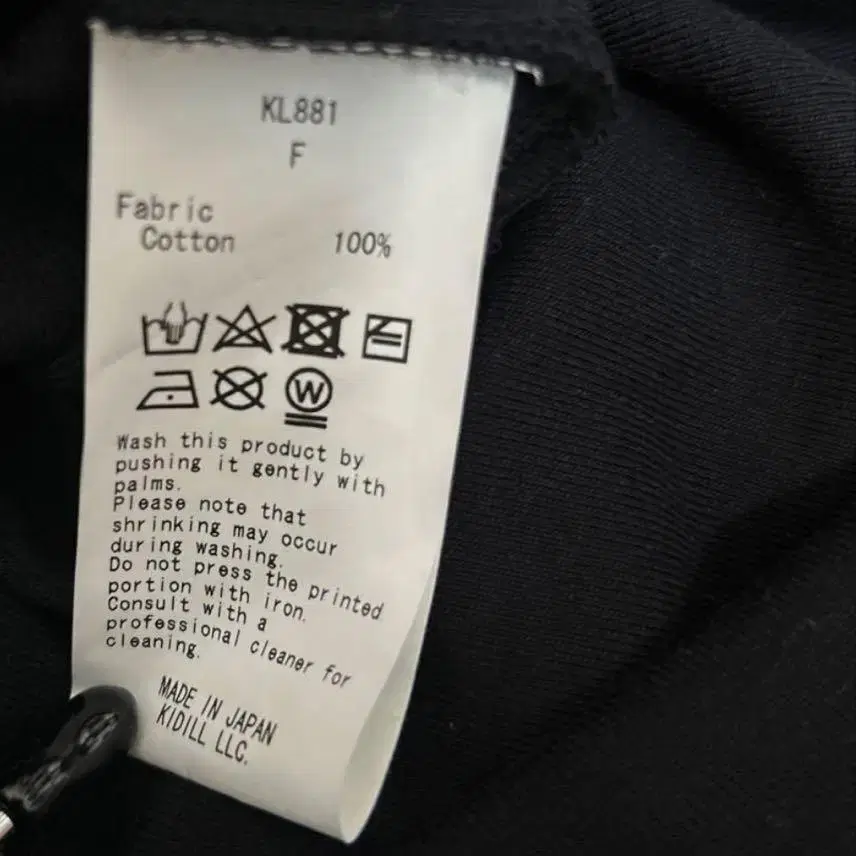 KL881
F
Fabric
Cotton 100%
W
Wash this product by
pushing it gently with
palms.
Please note that
shrinking may occur
during washing.
Do not press the printed
portion with iron.
Consult with a
professional cleaner for
cleaning.
MADE IN JAPAN
KIDILL LLC.